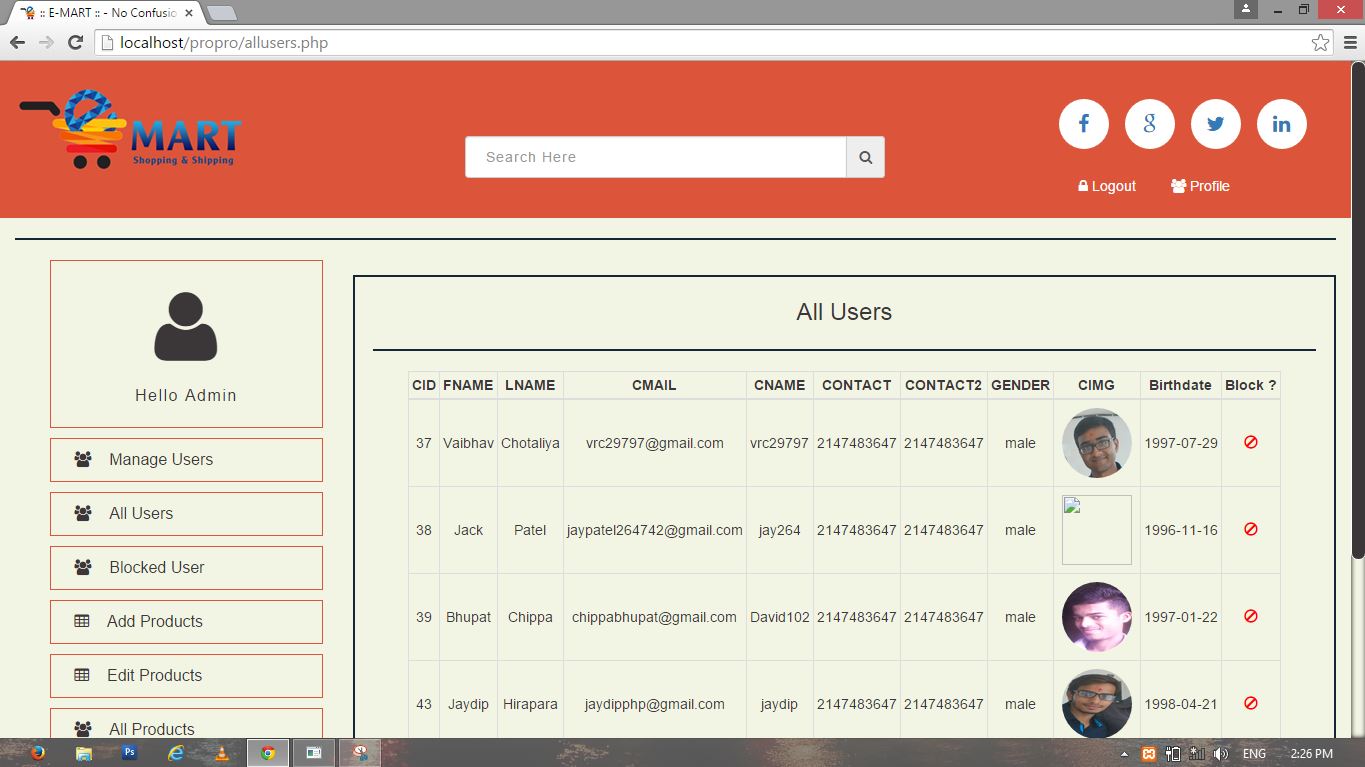 :: E-MART :: - No Confusio
localhost/propro/allusers.php
e MART
Shopping & Shipping
Search Here
f g in
Logout Profile
Hello Admin
Manage Users
All Users
Blocked User
Add Products
Edit Products
All Products
All Users
CID FNAME LNAME CMAIL CNAME CONTACT CONTACT2 GENDER CIMG Birthdate Block ?
37 Vaibhav Chotaliya vrc29797@gmail.com vrc29797 2147483647 2147483647 male 1997-07-29
38 Jack Patel jaypatel264742@gmail.com jay264 2147483647 2147483647 male 1996-11-16
39 Bhupat Chippa chippabhupat@gmail.com David102 2147483647 2147483647 male 1997-01-22
43 Jaydip Hirapara jaydipphp@gmail.com jaydip 2147483647 2147483647 male 1998-04-21
Ps
ENG 2:26 PM